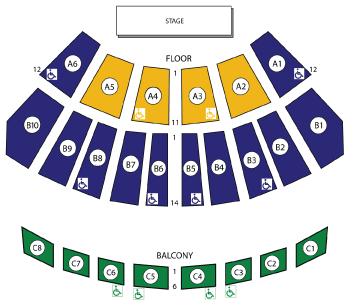 STAGE
FLOOR
12 A6 A5 A4 1 A3 A2 A1 12
11
B10 B9 B8 B7 B6 1 B5 B4 B3 B2 B1
14
BALCONY
C8 C7 C6 C5 1 C4 C3 C2 C1
6